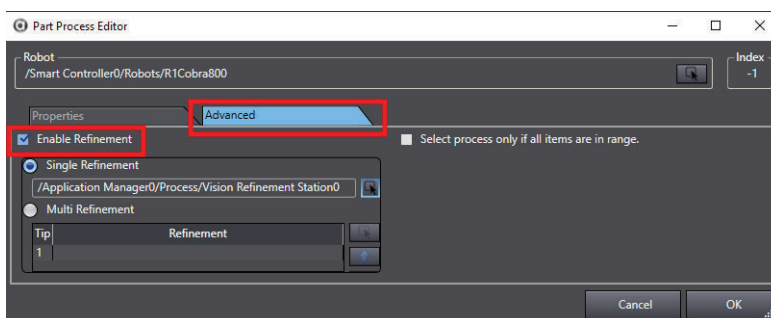 Part Process Editor
Robot
/Smart Controller0/Robots/R1Cobra800
Index
-1
Properties
Advanced
Enable Refinement
Select process only if all items are in range.
Single Refinement
/Application Manager0/Process/Vision Refinement Station0
Multi Refinement
Tip Refinement
1
Cancel OK